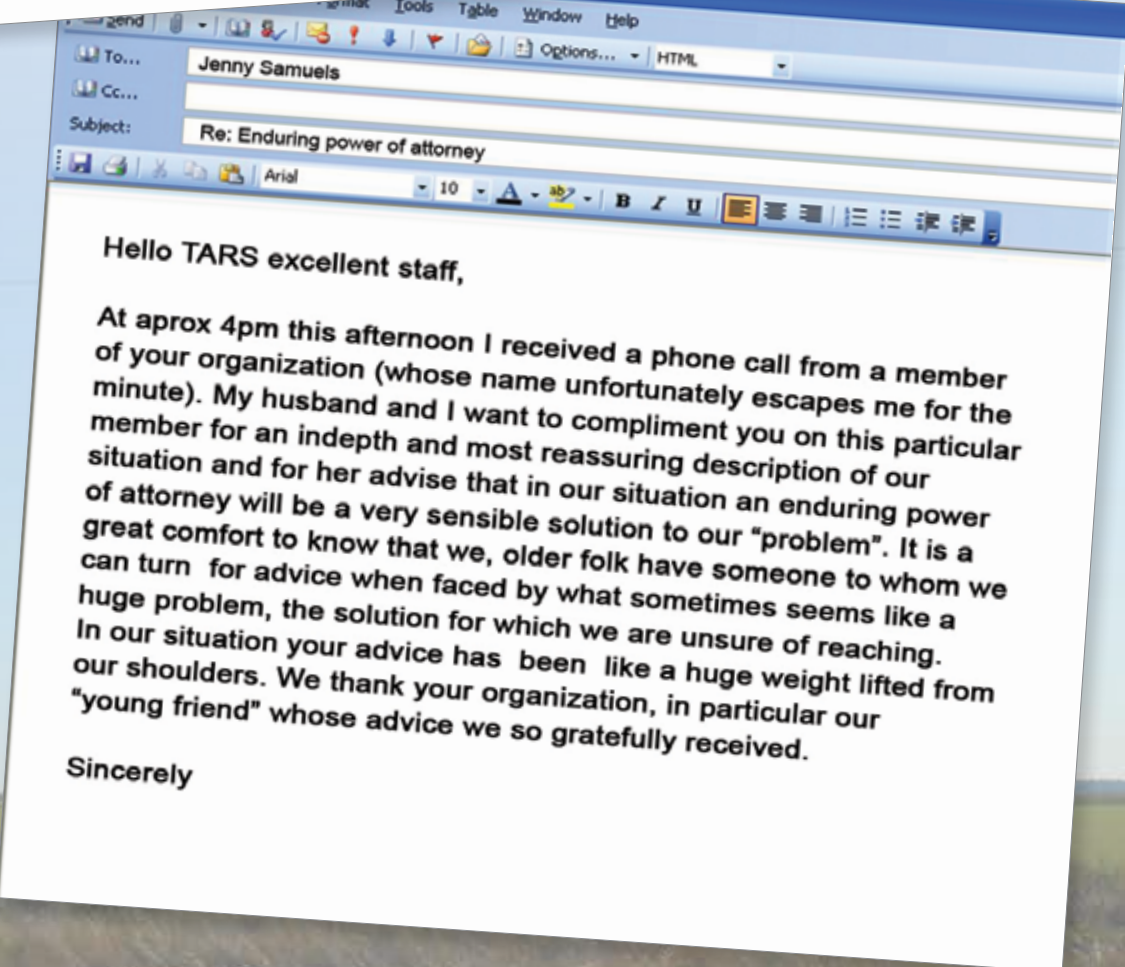 Format Tools Table Window Help
Send Options... HTML
To... Jenny Samuels
Cc...
Subject: Re: Enduring power of attorney
Arial 10 A ab B I U
Hello TARS excellent staff,
At aprox 4pm this afternoon I received a phone call from a member
of your organization (whose name unfortunately escapes me for the
minute). My husband and I want to compliment you on this particular
member for an indepth and most reassuring description of our
situation and for her advise that in our situation an enduring power
of attorney will be a very sensible solution to our “problem”. It is a
great comfort to know that we, older folk have someone to whom we
can turn for advice when faced by what sometimes seems like a
huge problem, the solution for which we are unsure of reaching.
In our situation your advice has been like a huge weight lifted from
our shoulders. We thank your organization, in particular our
“young friend” whose advice we so gratefully received.
Sincerely